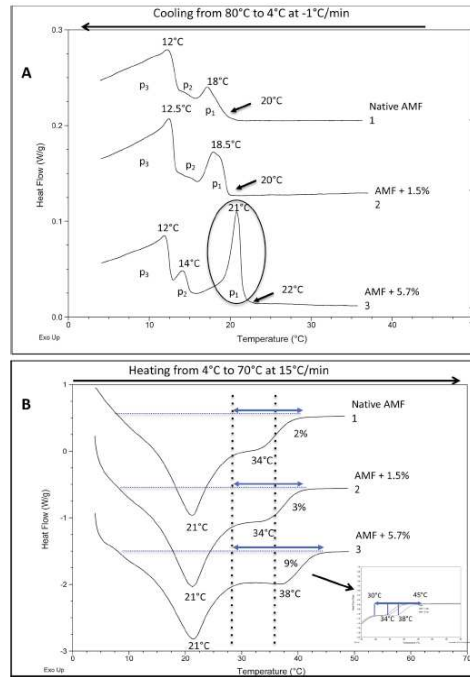 Cooling from 80°C to 4°C at -1°C/min
A
Heat Flow (W/g)
0.3
0.2
0.1
0.0
12°C
p3
p2
18°C
p1
20°C
Native AMF
1
12.5°C
p3
p2
18.5°C
p1
20°C
AMF + 1.5%
2
21°C
12°C
14°C
p3
p2
p1
22°C
AMF + 5.7%
3
Exo Up
0 10 20 30 40
Temperature (°C)
Heating from 4°C to 70°C at 15°C/min
B
Heat Flow (W/g)
1
0
-1
-2
-3
Native AMF
1
2%
34°C
21°C
AMF + 1.5%
2
3%
34°C
21°C
AMF + 5.7%
3
9%
38°C
21°C
30°C 45°C
34°C 38°C
Exo Up
0 10 20 30 40 50 60 70
Temperature (°C)